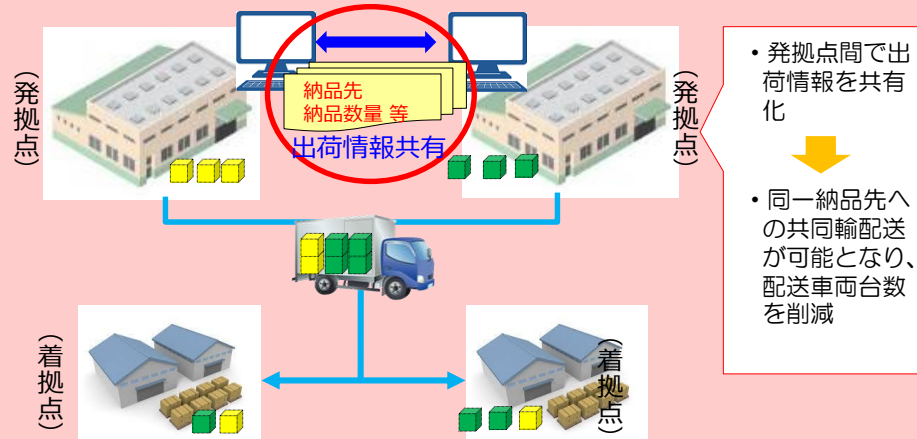 (発拠点)
納品先
納品数量 等
出荷情報共有
(発拠点)
・発拠点間で出
荷情報を共有
化
・同一納品先へ
の共同輸配送
が可能となり、
配送車両台数
を削減
(着拠点)
(着拠点)